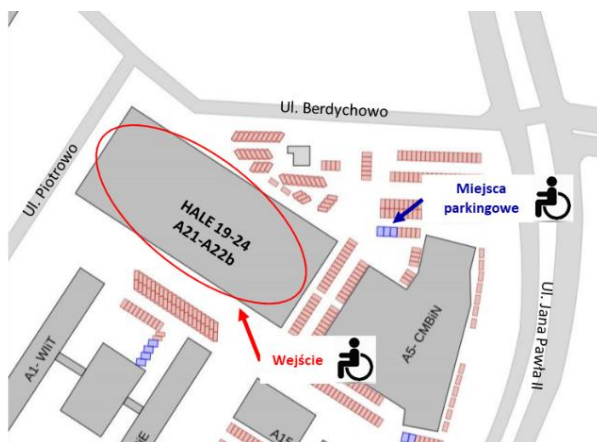 Ul. Berdychowo
Ul. Piotrowo
HALE 19-24
A21-A22b
Miejsca
parkingowe
Ul. Jana Pawła II
A5- CMBiN
Wejście
A1- WIiT
A15